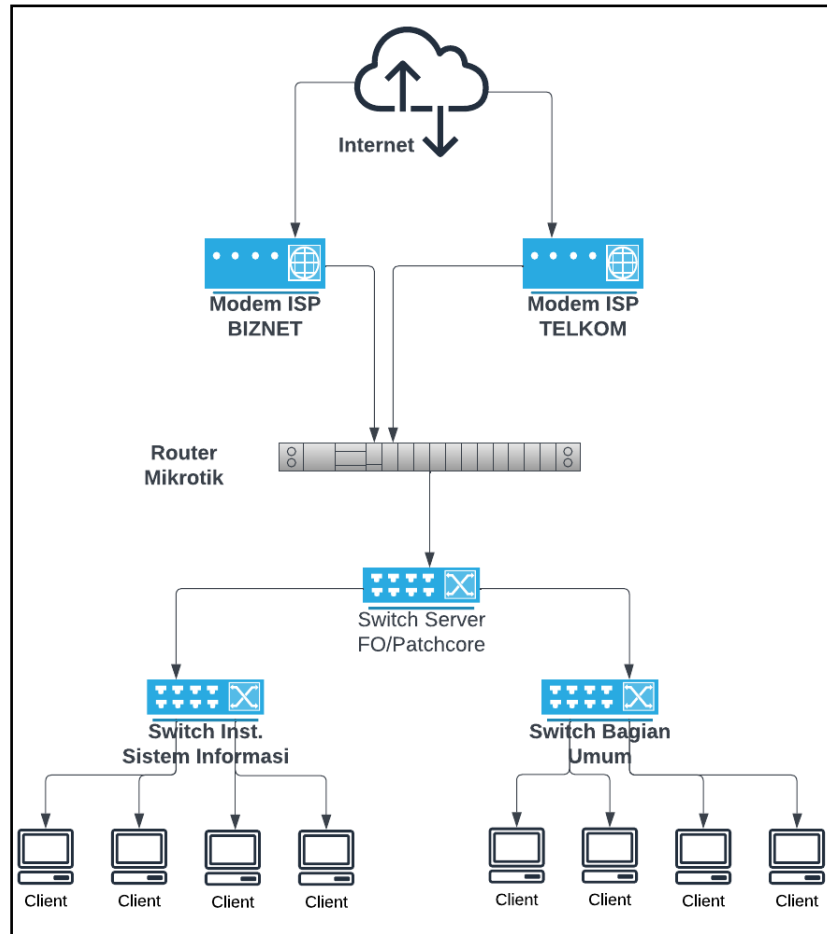 Internet
Modem ISP
BIZNET
Modem ISP
TELKOM
Router
Mikrotik
Switch Server
FO/Patchcore
Switch Inst.
Sistem Informasi
Switch Bagian
Umum
Client
Client
Client
Client
Client
Client
Client
Client